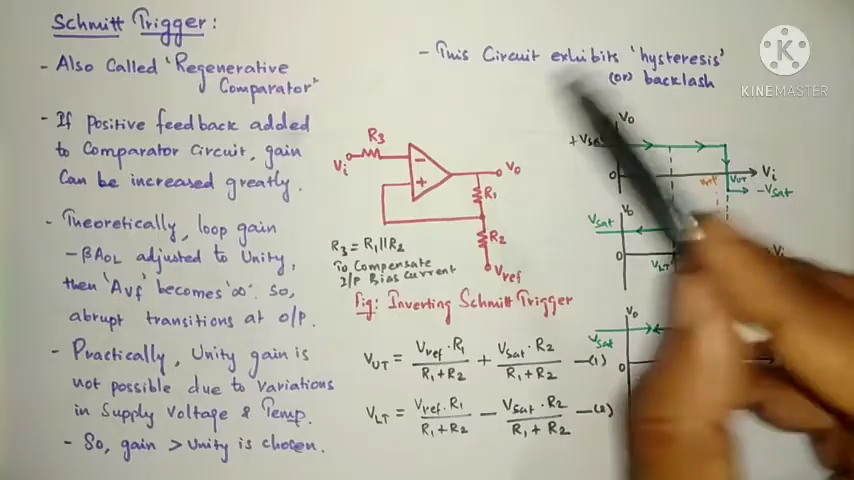 Schmitt Trigger:
- Also Called 'Regenerative
Comparator'
- If positive feedback added
to Comparator Circuit, gain
Can be increased greatly.
- Theoretically, loop gain
- βAOL adjusted to Unity,
then 'Avf' becomes '∞'. So,
abrupt transitions at O/P.
- Practically, Unity gain is
not possible due to variations
in Supply Voltage & Temp.
- So, gain > Unity is chosen.
- This Circuit exhibits 'hysteresis'
(or) backlash
R3
Vi
-
+
Vo
R1
R2
Vref
R3 = R1||R2
To Compensate
I/P Bias Current
Fig: Inverting Schmitt Trigger
VUT = Vref·R1 / R1+R2 + Vsat·R2 / R1+R2 —(1)
VLT = Vref·R1 / R1+R2 - Vsat·R2 / R1+R2 —(2)
Vo
0
Vi
VUT
-Vsat
Vo
Vsat
0
VLT
Vo
Vsat
0
KINEMASTER